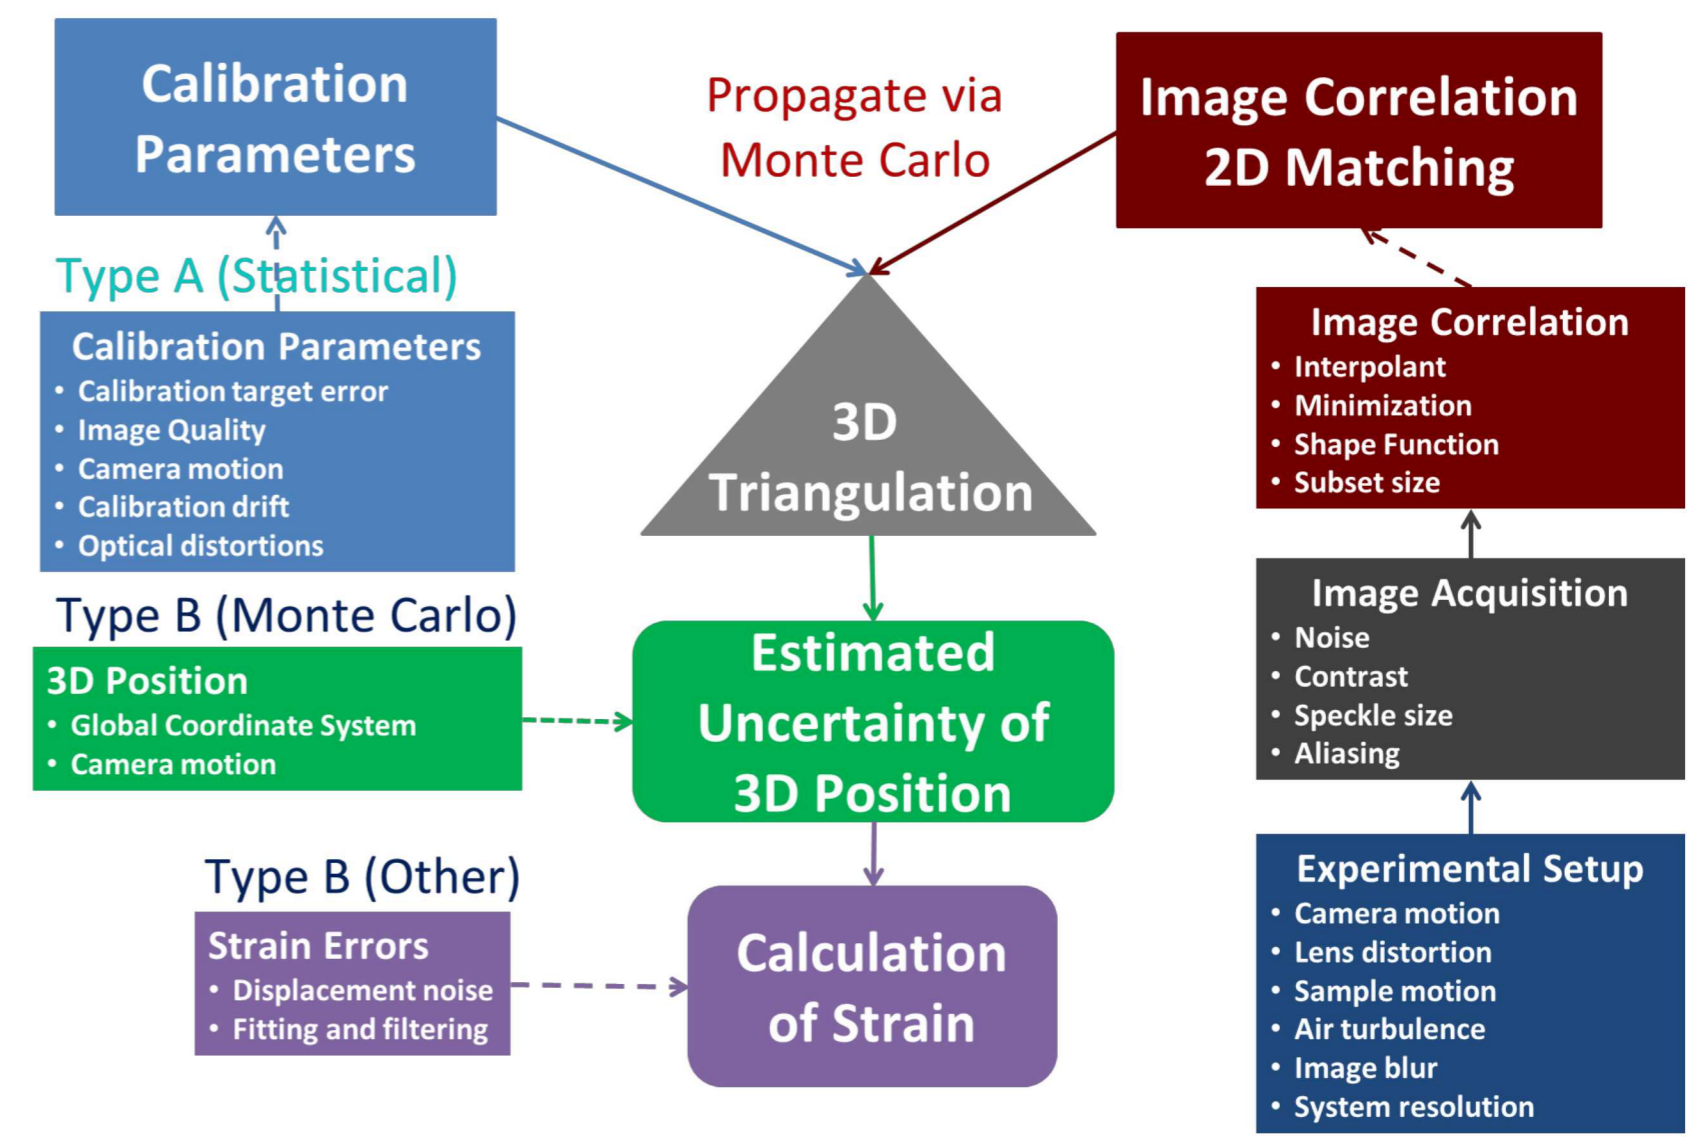 Calibration
Parameters
Propagate via
Monte Carlo
Image Correlation
2D Matching
Type A (Statistical)
Calibration Parameters
• Calibration target error
• Image Quality
• Camera motion
• Calibration drift
• Optical distortions
3D
Triangulation
Image Correlation
• Interpolant
• Minimization
• Shape Function
• Subset size
Type B (Monte Carlo)
3D Position
• Global Coordinate System
• Camera motion
Estimated
Uncertainty of
3D Position
Image Acquisition
• Noise
• Contrast
• Speckle size
• Aliasing
Type B (Other)
Strain Errors
• Displacement noise
• Fitting and filtering
Calculation
of Strain
Experimental Setup
• Camera motion
• Lens distortion
• Sample motion
• Air turbulence
• Image blur
• System resolution